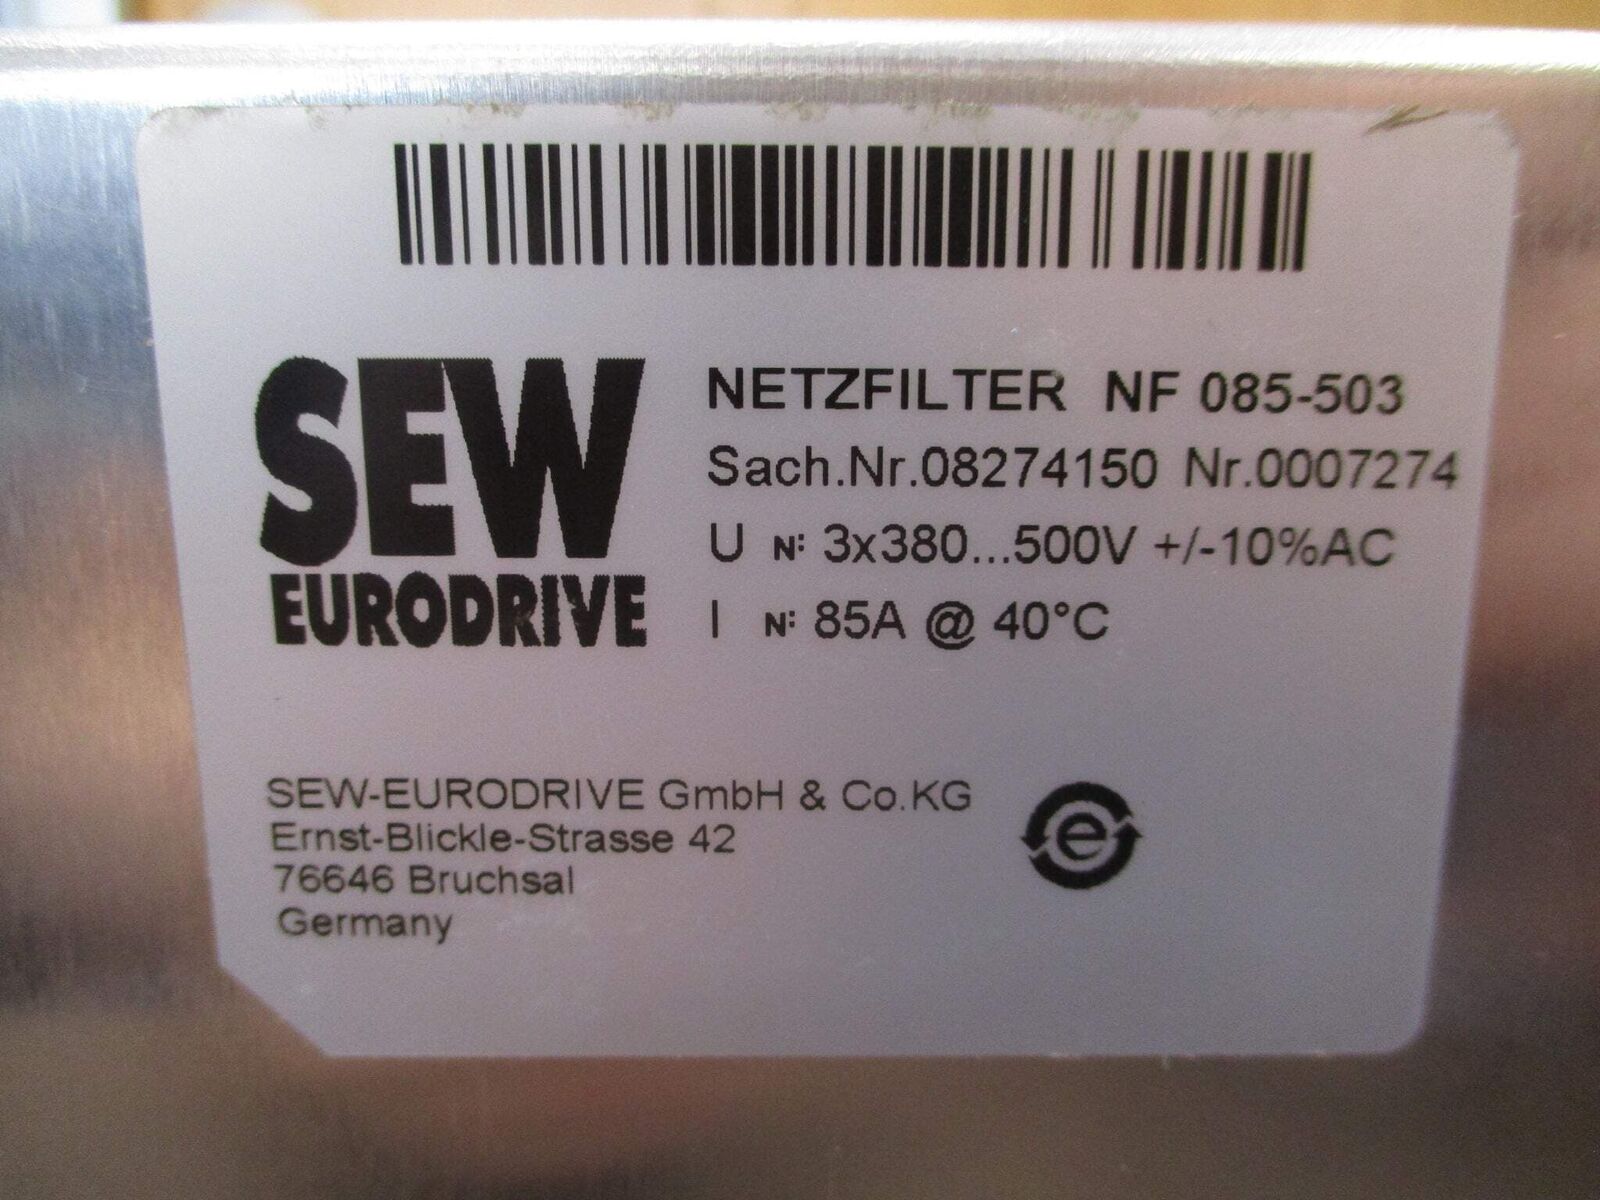 SEW
EURODRIVE
NETZFILTER NF 085-503
Sach.Nr.08274150 Nr.0007274
U N: 3x380...500V +/-10%AC
I N: 85A @ 40°C
SEW-EURODRIVE GmbH & Co.KG
Ernst-Blickle-Strasse 42
76646 Bruchsal
Germany
e